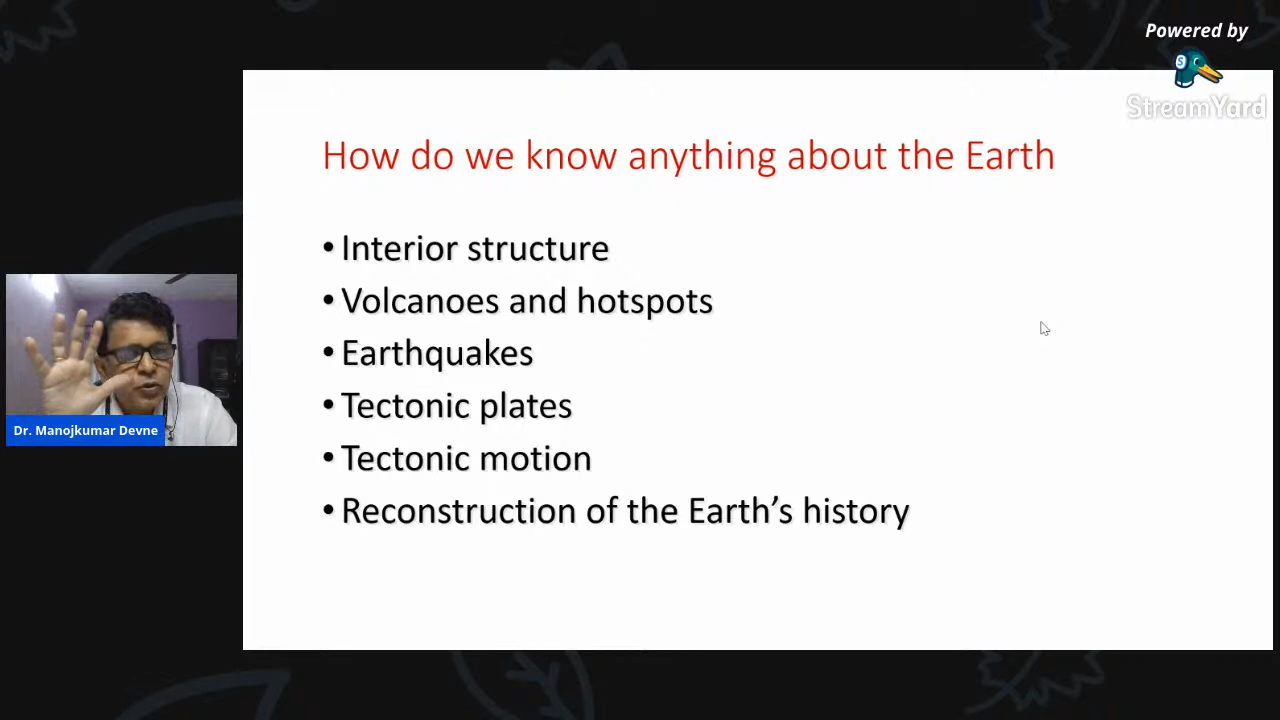 Powered by
StreamYard
How do we know anything about the Earth
• Interior structure
• Volcanoes and hotspots
• Earthquakes
• Tectonic plates
• Tectonic motion
• Reconstruction of the Earth’s history
Dr. Manojkumar Devne